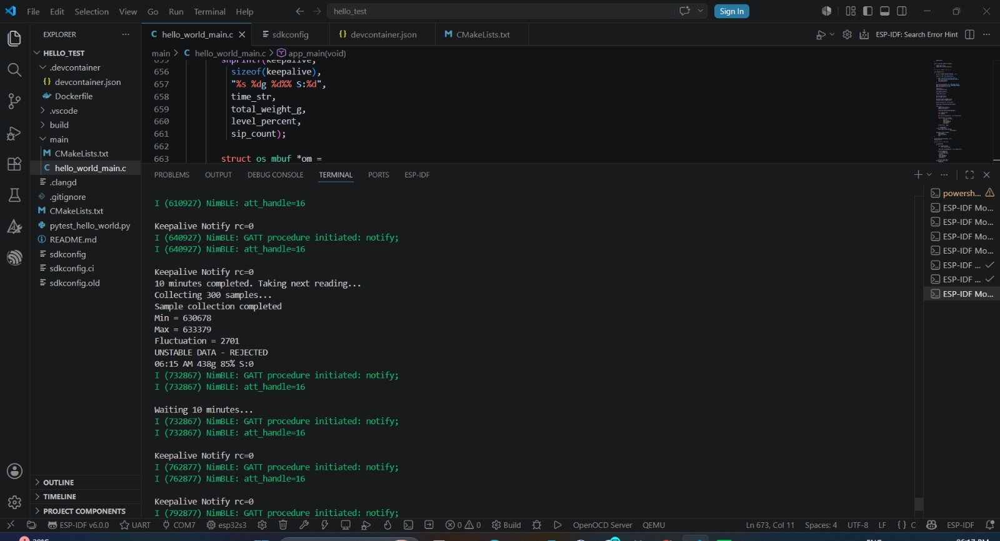 File Edit Selection View Go Run Terminal Help
hello_test
Sign In
EXPLORER
hello_world_main.c
sdkconfig
{} devcontainer.json
M CMakeLists.txt
ESP-IDF: Search Error Hint
HELLO_TEST
.devcontainer
{} devcontainer.json
Dockerfile
.vscode
build
main
M CMakeLists.txt
C hello_world_main.c
.clangd
.gitignore
M CMakeLists.txt
pytest_hello_world.py
README.md
sdkconfig
sdkconfig.ci
sdkconfig.old
OUTLINE
TIMELINE
PROJECT COMPONENTS
main > C hello_world_main.c > app_main(void)
655 snprintf(keepalive,
656 sizeof(keepalive),
657 "%s %dg %d%% S:%d",
658 time_str,
659 total_weight_g,
660 level_percent,
661 sip_count);
662
663 struct os_mbuf *om =
PROBLEMS OUTPUT DEBUG CONSOLE TERMINAL PORTS ESP-IDF
I (610927) NimBLE: att_handle=16
Keepalive Notify rc=0
I (640927) NimBLE: GATT procedure initiated: notify;
I (640927) NimBLE: att_handle=16
Keepalive Notify rc=0
10 minutes completed. Taking next reading...
Collecting 300 samples...
Sample collection completed
Min = 630678
Max = 633379
Fluctuation = 2701
UNSTABLE DATA - REJECTED
06:15 AM 438g 85% S:0
I (732867) NimBLE: GATT procedure initiated: notify;
I (732867) NimBLE: att_handle=16
Waiting 10 minutes...
I (732867) NimBLE: GATT procedure initiated: notify;
I (732867) NimBLE: att_handle=16
Keepalive Notify rc=0
I (762877) NimBLE: GATT procedure initiated: notify;
I (762877) NimBLE: att_handle=16
Keepalive Notify rc=0
I (792877) NimBLE: GATT procedure initiated: notify;
powersh...
ESP-IDF Mo...
ESP-IDF Mo...
ESP-IDF Mo...
ESP-IDF Mo...
ESP-IDF ...
ESP-IDF ...
ESP-IDF Mo...
ESP-IDF v6.0.0 UART COM7 esp32s3 0 0 Build OpenOCD Server QEMU Ln 673, Col 11 Spaces: 4 UTF-8 LF {} C ESP-IDF